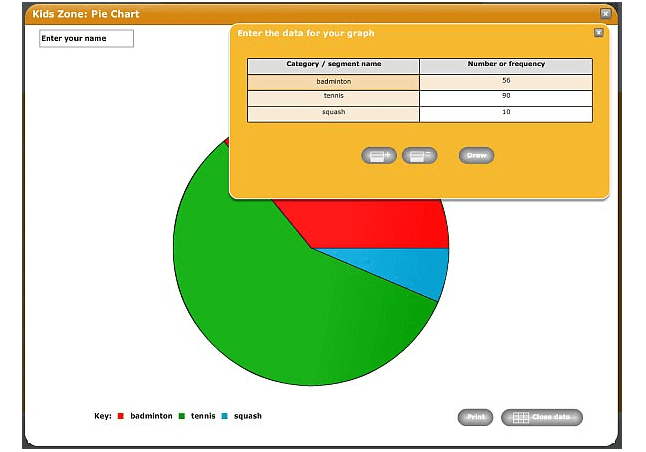 Kids Zone: Pie Chart
Enter your name
Enter the data for your graph
Category / segment name Number or frequency
badminton 56
tennis 90
squash 10
Draw
Key: badminton tennis squash
Print Close data